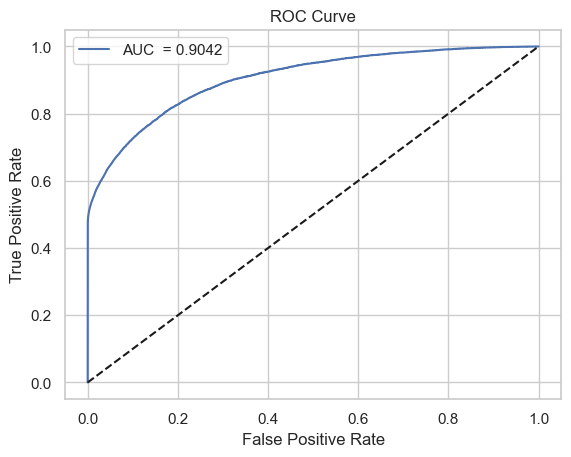 ROC Curve
AUC = 0.9042
True Positive Rate
1.0
0.8
0.6
0.4
0.2
0.0
0.0 0.2 0.4 0.6 0.8 1.0
False Positive Rate